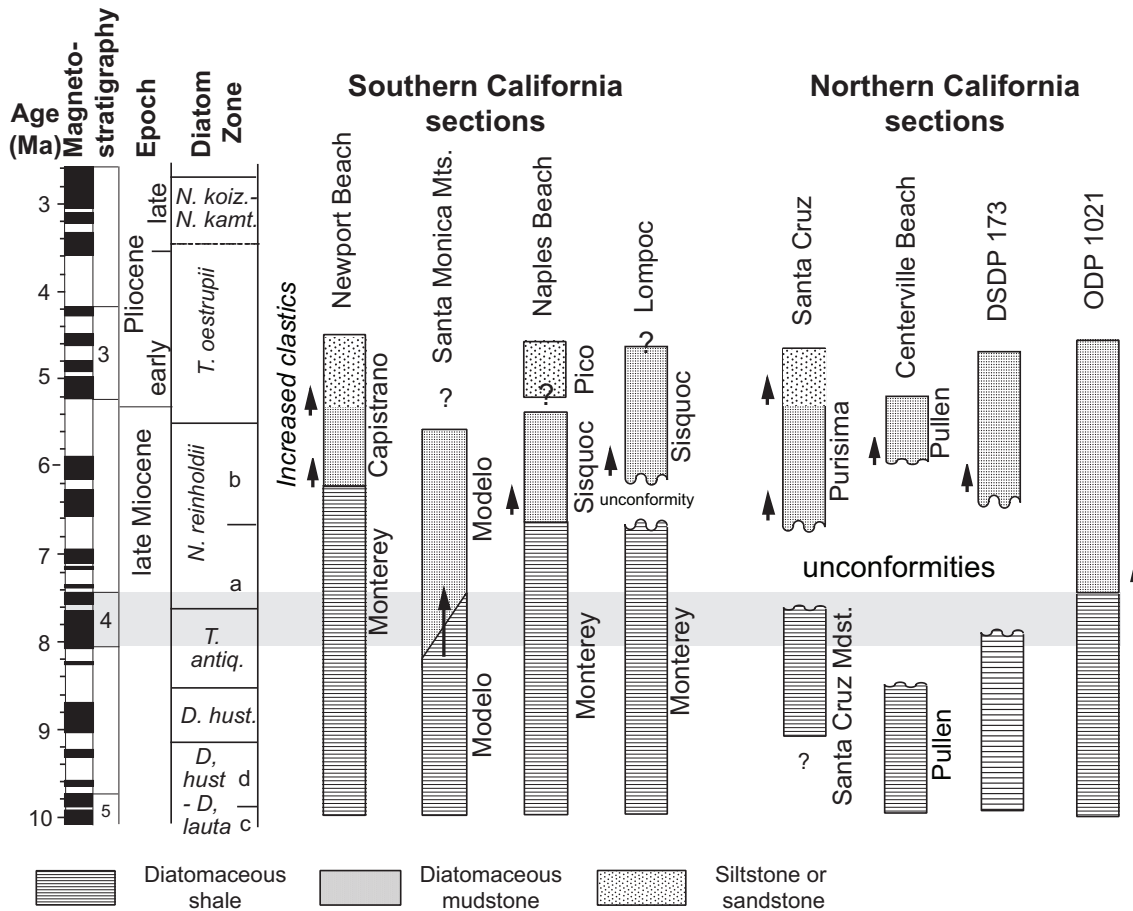 Southern California
sections
Northern California
sections
Age
(Ma)
Magneto-
stratigraphy
Epoch
Diatom
Zone
Newport Beach
Santa Monica Mts.
Naples Beach
Lompoc
Santa Cruz
Centerville Beach
DSDP 173
ODP 1021
3
4
5
6
7
8
9
10
3
4
5
Pliocene
late
early
late Miocene
N. koiz.-
N. kamt.
T. oestrupii
N. reinholdii
b
a
T.
antiq.
D. hust.
D,
hust
- D,
lauta
d
c
Increased clastics
Capistrano
Monterey
?
Modelo
Modelo
?
Pico
Sisquoc
Monterey
?
Sisquoc
unconformity
Monterey
Purisima
Santa Cruz Mdst.
?
Pullen
Pullen
unconformities
Diatomaceous
shale
Diatomaceous
mudstone
Siltstone or
sandstone